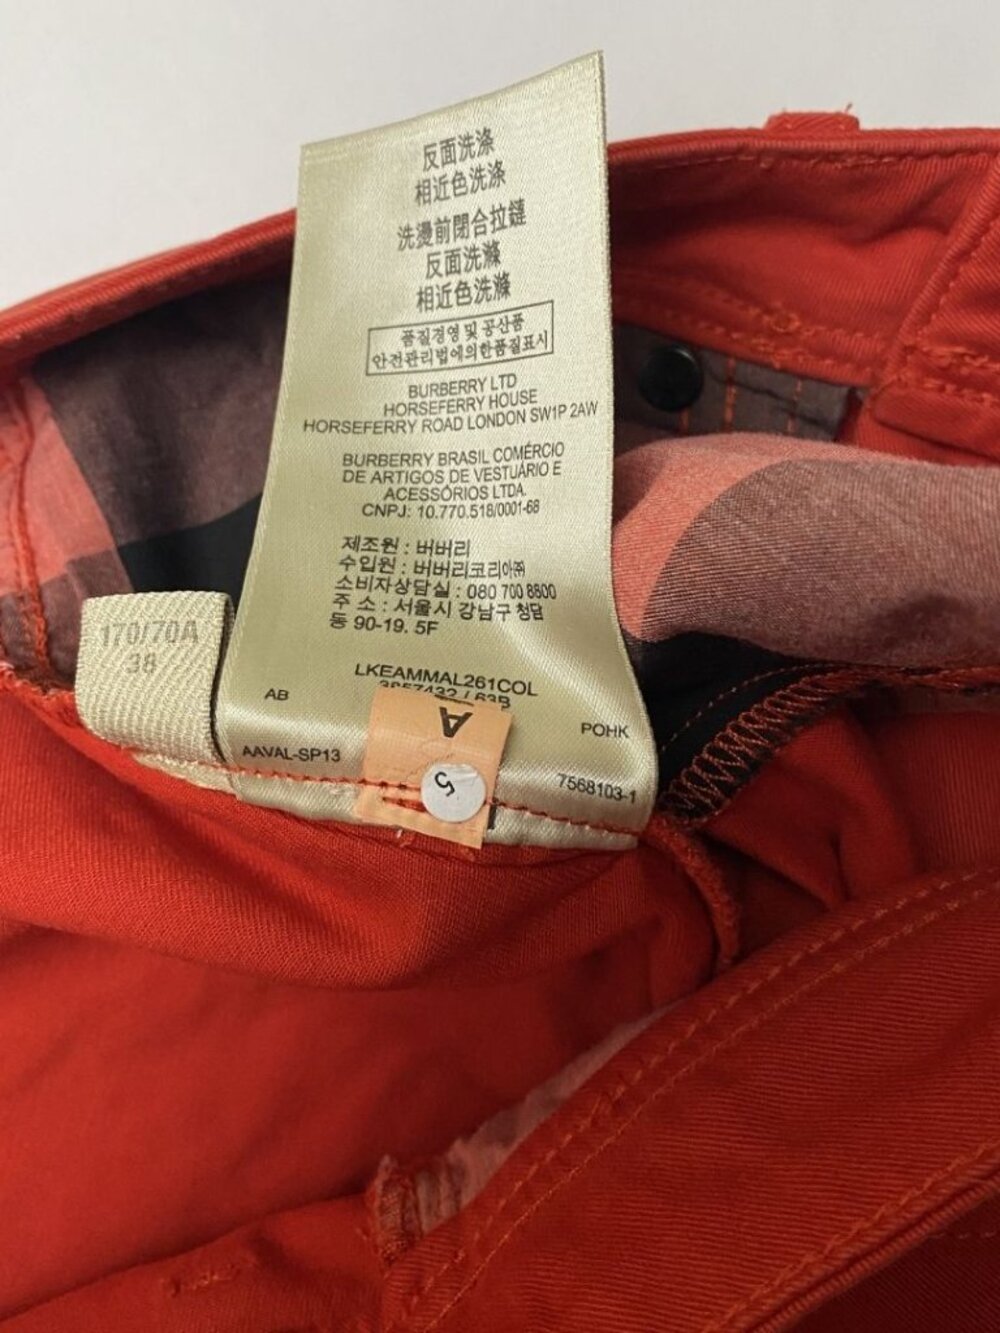 反面洗涤
相近色洗涤
洗燙前閉合拉鏈
反面洗滌
相近色洗滌
품질경영 및 공산품
안전관리법에의한품질표시
BURBERRY LTD
HORSEFERRY HOUSE
HORSEFERRY ROAD LONDON SW1P 2AW
BURBERRY BRASIL COMÉRCIO
DE ARTIGOS DE VESTUÁRIO E
ACESSÓRIOS LTDA
CNPJ: 10.770.518/0001-68
제조원 : 버버리
수입원 : 버버리코리아㈜
소비자상담실 : 080 700 8800
주 소 : 서울시 강남구 청담
동 90-19. 5F
170/70A
38
LKEAMMAL261COL
3857432 / 63B
AB
POHK
A
AAVAL-SP13
5
7568103-1